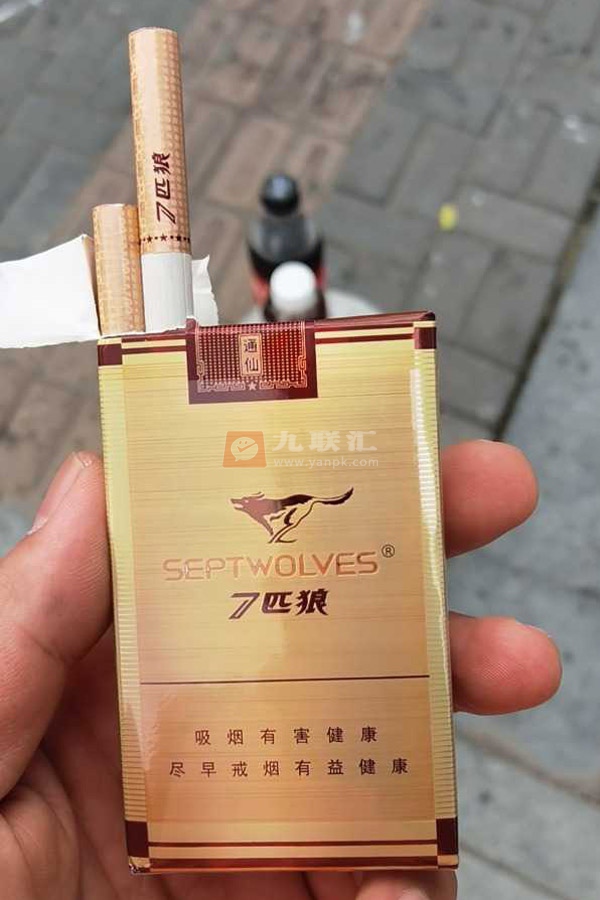 7匹狼
通仙
九联汇
www.yanpk.com
SEPTWOLVES®
7匹狼
吸烟有害健康
尽早戒烟有益健康